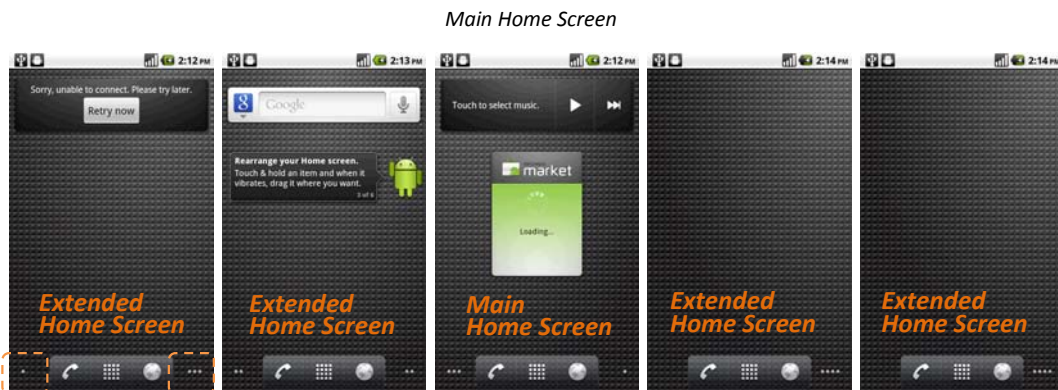 Main Home Screen
2:12 PM
Sorry, unable to connect. Please try later.
Retry now
Extended
Home Screen
2:13 PM
8
Google
Rearrange your Home screen.
Touch & hold an item and when it
vibrates, drag it where you want.
3 of 6
Extended
Home Screen
2:12 PM
Touch to select music.
market
Loading...
Main
Home Screen
2:14 PM
Extended
Home Screen
2:14 PM
Extended
Home Screen